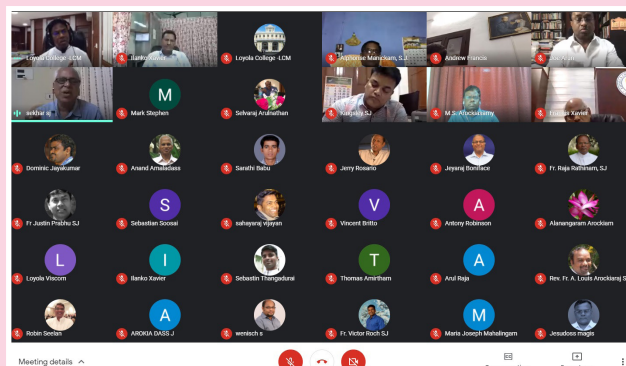 Loyola College -LCM
Ilanko Xavier
Loyola College -LCM
Alphonse Manickam, S.J.
Andrew Francis
sekhar sj
Mark Stephen
Selvaraj Arulnathan
Kingsley SJ
M.S. Arockiasamy
Francis Xavier
Dominic Jeyakumar
Anand Amaladass
Sarathi Babu
Jerry Rosario
Jeyaraj Boniface
Fr. Raja Rathinam, SJ
Fr Justin Prabhu SJ
S
Sebastian Soosai
sahayaraj vijayan
V
Vincent Britto
A
Antony Robinson
Alanangaram Arockiam
L
Loyola Viscom
I
Ilanko Xavier
Sebastin Thangadurai
T
Thomas Amirtham
A
Arul Raja
Rev. Fr. A. Louis Arockiaraj S
Robin Seelan
A
AROKIA DASS J
wenisch s
Fr. Victor Roch SJ
M
Maria Joseph Mahalingam
Jesudoss magis
Meeting details